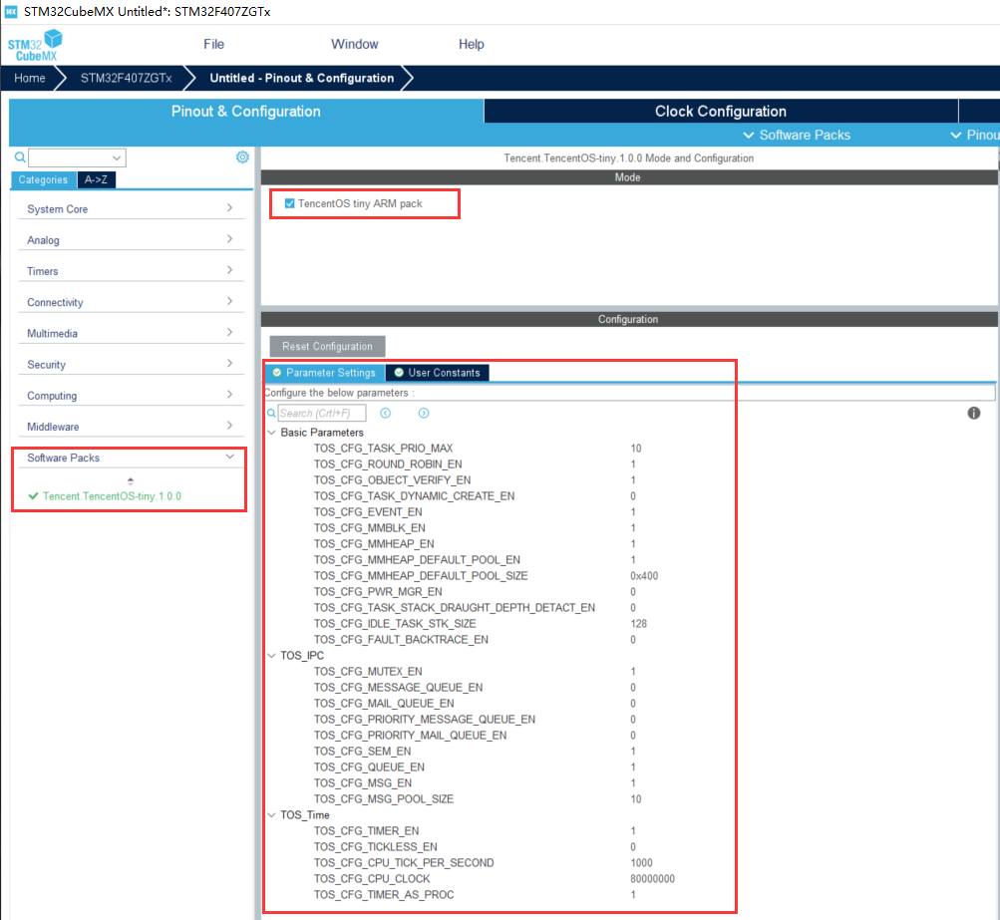 MX STM32CubeMX Untitled*: STM32F407ZGTx
STM32
CubeMX
File Window Help
Home STM32F407ZGTx Untitled - Pinout & Configuration
Pinout & Configuration Clock Configuration
Software Packs Pinou
Tencent.TencentOS-tiny.1.0.0 Mode and Configuration
Categories A->Z
Mode
System Core
TencentOS tiny ARM pack
Analog
Timers
Connectivity
Multimedia
Security
Computing
Middleware
Software Packs
Tencent.TencentOS-tiny.1.0.0
Configuration
Reset Configuration
Parameter Settings User Constants
Configure the below parameters :
Search (Crtl+F)
Basic Parameters
TOS_CFG_TASK_PRIO_MAX 10
TOS_CFG_ROUND_ROBIN_EN 1
TOS_CFG_OBJECT_VERIFY_EN 1
TOS_CFG_TASK_DYNAMIC_CREATE_EN 0
TOS_CFG_EVENT_EN 1
TOS_CFG_MMBLK_EN 1
TOS_CFG_MMHEAP_EN 1
TOS_CFG_MMHEAP_DEFAULT_POOL_EN 1
TOS_CFG_MMHEAP_DEFAULT_POOL_SIZE 0x400
TOS_CFG_PWR_MGR_EN 0
TOS_CFG_TASK_STACK_DRAUGHT_DEPTH_DETACT_EN 0
TOS_CFG_IDLE_TASK_STK_SIZE 128
TOS_CFG_FAULT_BACKTRACE_EN 0
TOS_IPC
TOS_CFG_MUTEX_EN 1
TOS_CFG_MESSAGE_QUEUE_EN 0
TOS_CFG_MAIL_QUEUE_EN 0
TOS_CFG_PRIORITY_MESSAGE_QUEUE_EN 0
TOS_CFG_PRIORITY_MAIL_QUEUE_EN 0
TOS_CFG_SEM_EN 1
TOS_CFG_QUEUE_EN 1
TOS_CFG_MSG_EN 1
TOS_CFG_MSG_POOL_SIZE 10
TOS_Time
TOS_CFG_TIMER_EN 1
TOS_CFG_TICKLESS_EN 0
TOS_CFG_CPU_TICK_PER_SECOND 1000
TOS_CFG_CPU_CLOCK 80000000
TOS_CFG_TIMER_AS_PROC 1